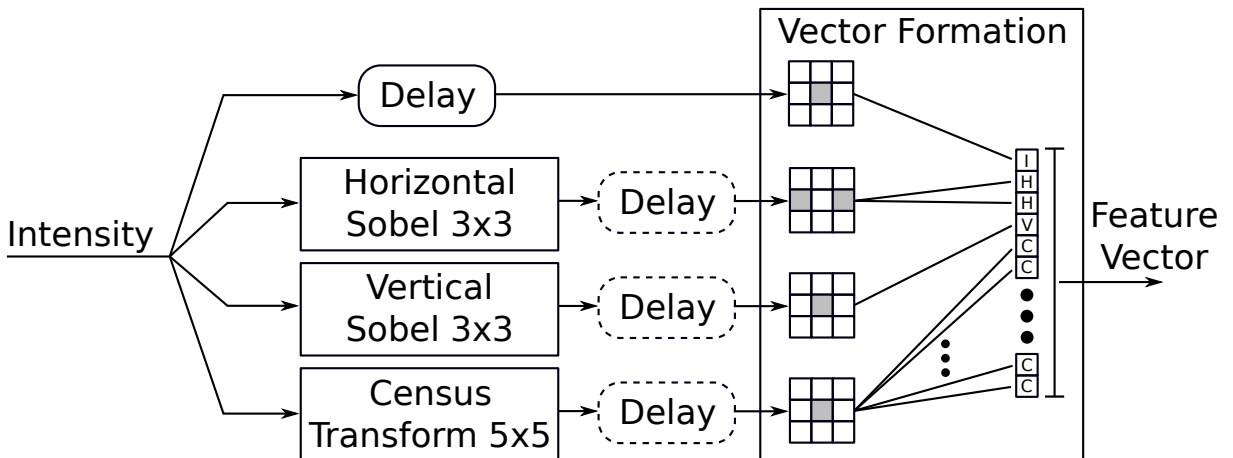 Vector Formation
Delay
Horizontal
Sobel 3x3
Delay
Intensity
Vertical
Sobel 3x3
Delay
Census
Transform 5x5
Delay
I
H
H
V
C
C
C
C
Feature
Vector